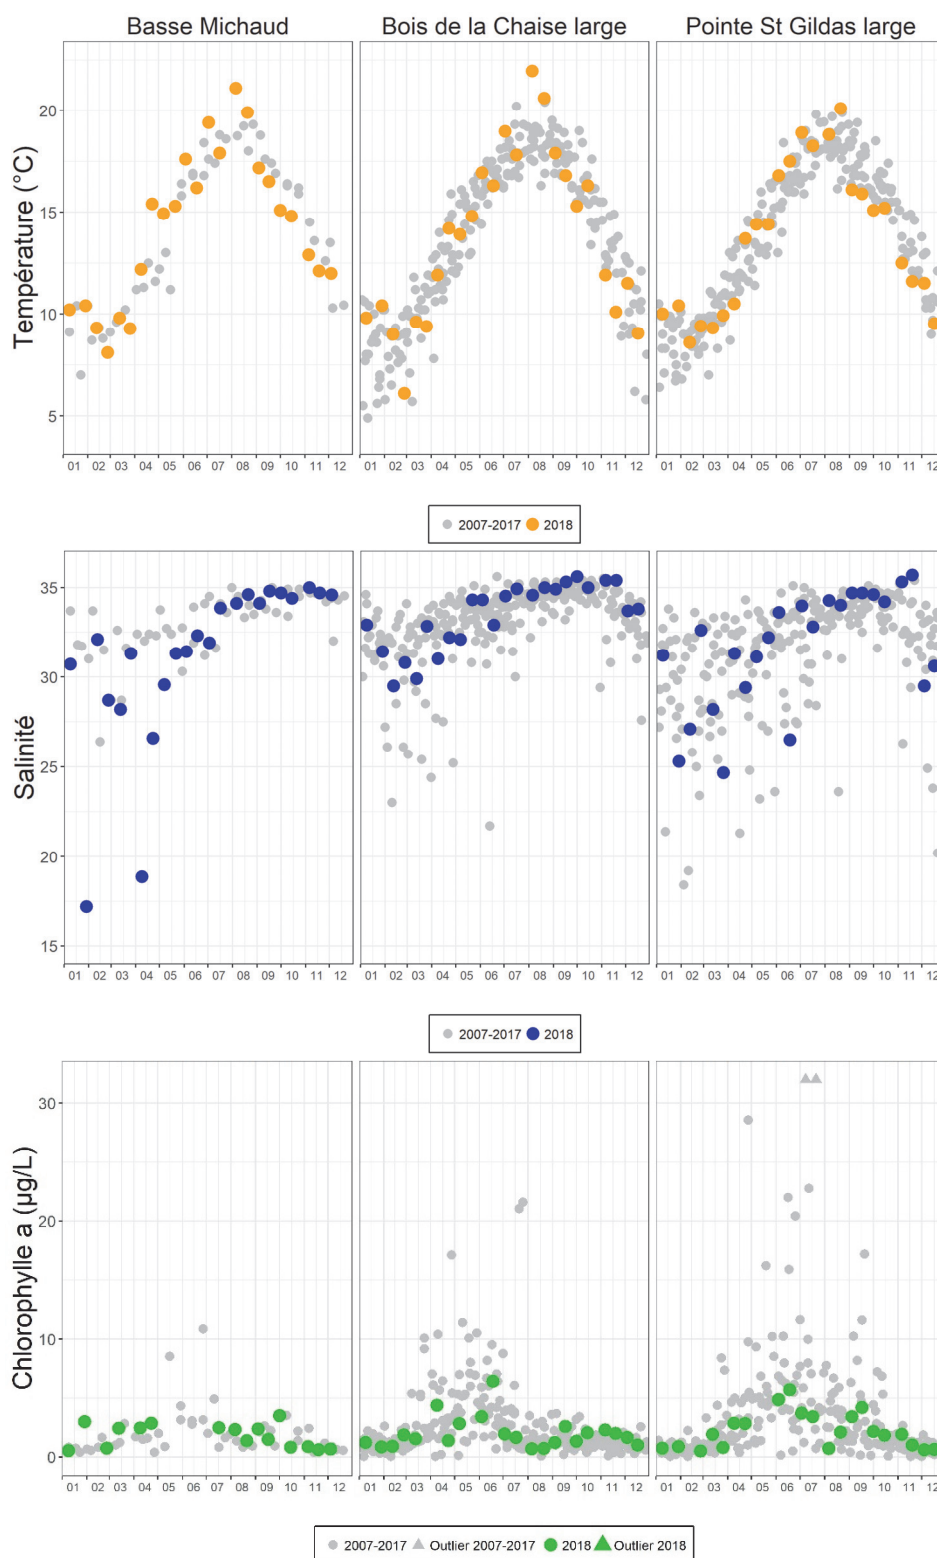 Basse Michaud Bois de la Chaise large Pointe St Gildas large
Température (°C)
20
15
10
5
01 02 03 04 05 06 07 08 09 10 11 12 01 02 03 04 05 06 07 08 09 10 11 12 01 02 03 04 05 06 07 08 09 10 11 12
2007-2017 2018
Salinité
35
30
25
20
15
01 02 03 04 05 06 07 08 09 10 11 12 01 02 03 04 05 06 07 08 09 10 11 12 01 02 03 04 05 06 07 08 09 10 11 12
2007-2017 2018
Chlorophylle a (µg/L)
30
20
10
0
01 02 03 04 05 06 07 08 09 10 11 12 01 02 03 04 05 06 07 08 09 10 11 12 01 02 03 04 05 06 07 08 09 10 11 12
2007-2017 Outlier 2007-2017 2018 Outlier 2018